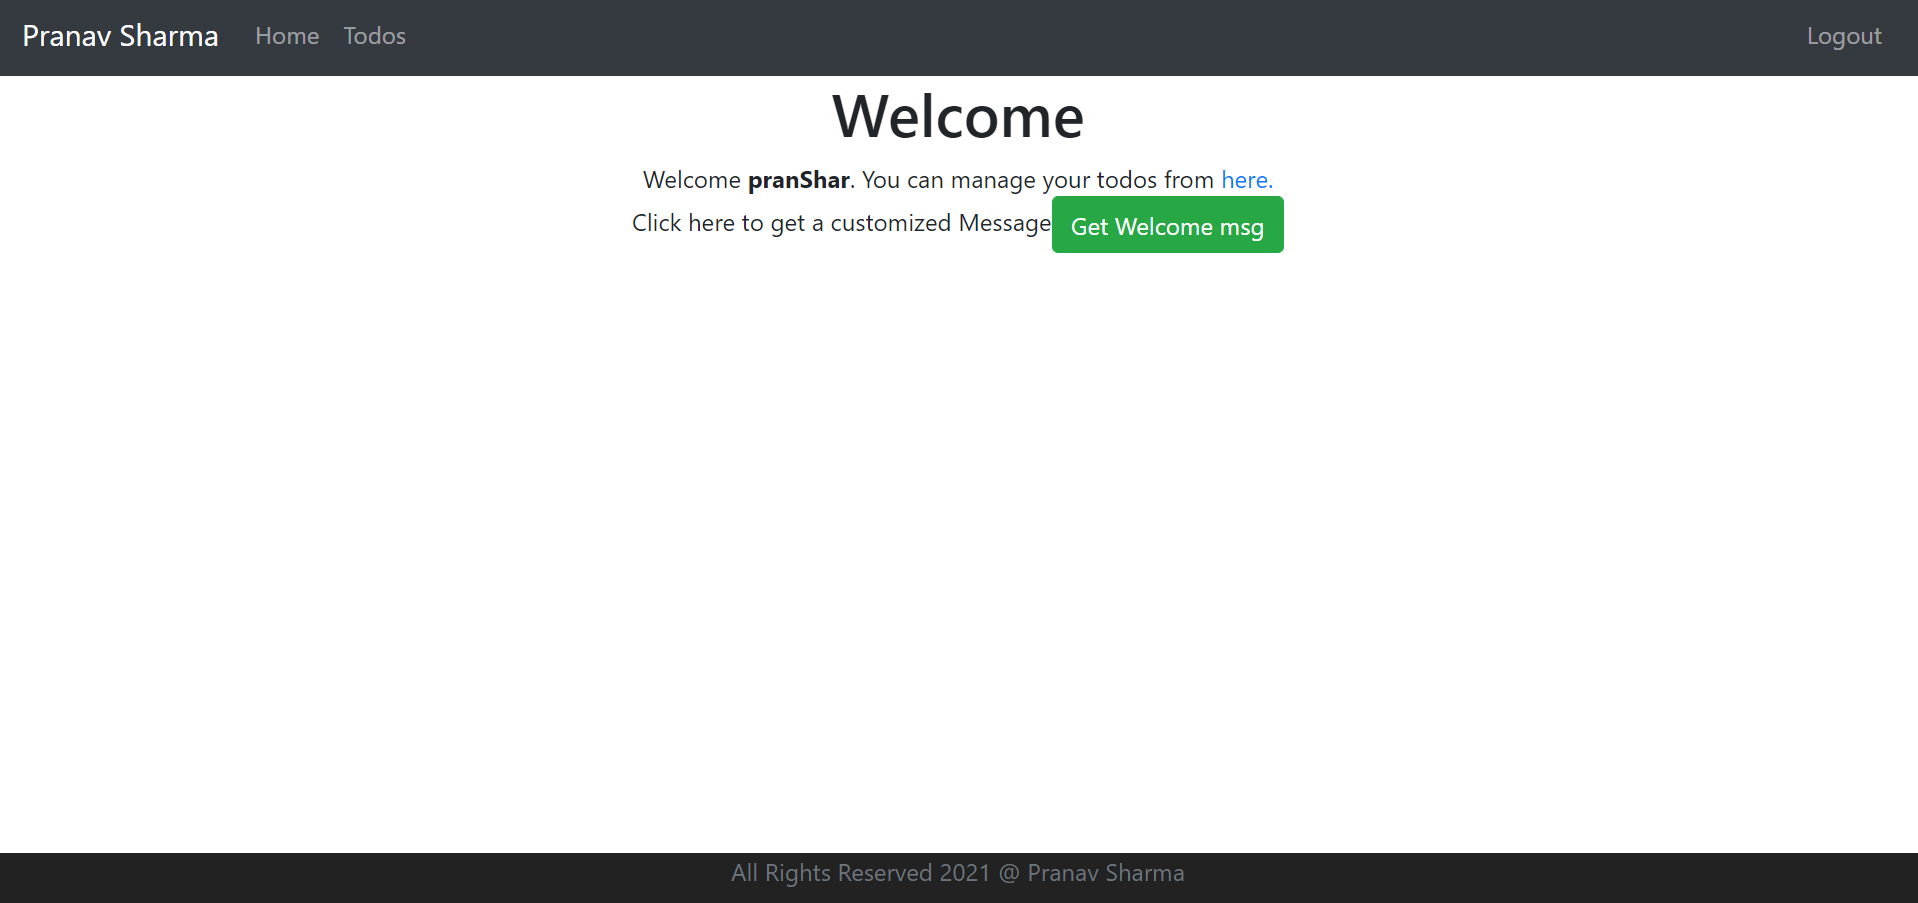 Pranav Sharma Home Todos Logout
Welcome
Welcome pranShar. You can manage your todos from here.
Click here to get a customized Message Get Welcome msg
All Rights Reserved 2021 @ Pranav Sharma